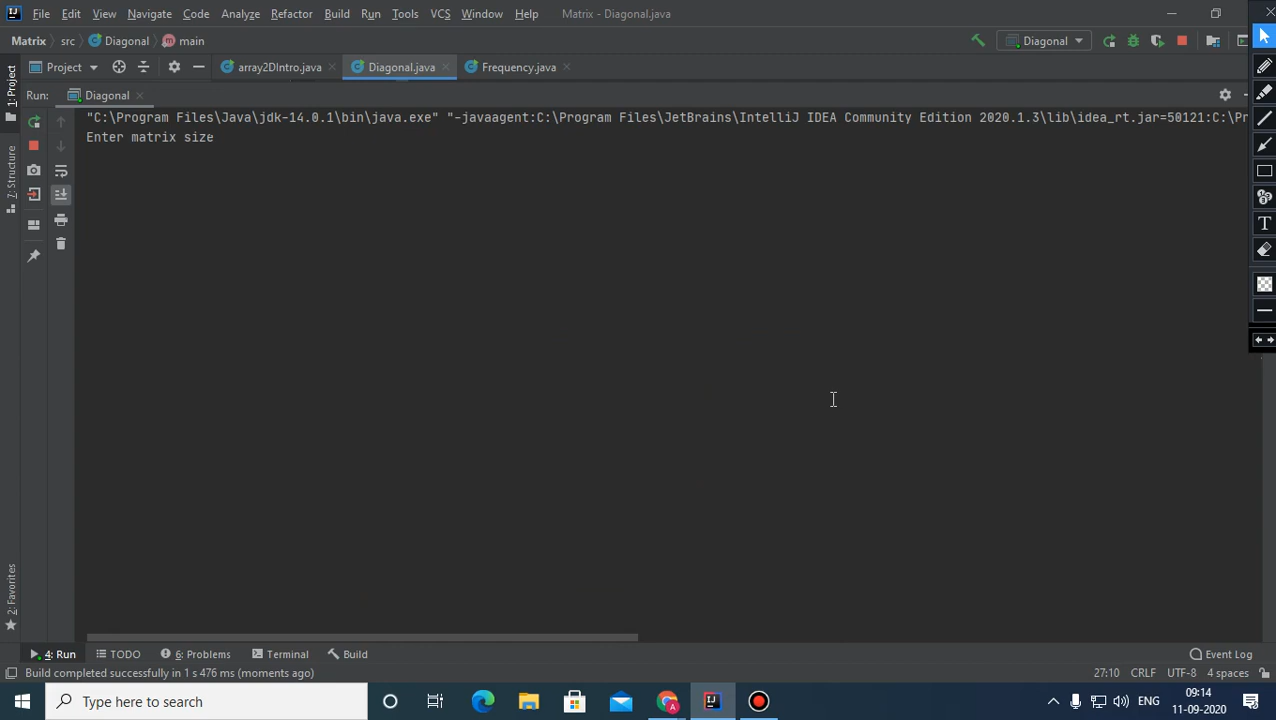 File Edit View Navigate Code Analyze Refactor Build Run Tools VCS Window Help Matrix - Diagonal.java
Matrix src Diagonal main Diagonal
1: Project Project array2DIntro.java Diagonal.java Frequency.java
Run: Diagonal
"C:\Program Files\Java\jdk-14.0.1\bin\java.exe" "-javaagent:C:\Program Files\JetBrains\IntelliJ IDEA Community Edition 2020.1.3\lib\idea_rt.jar=50121:C:\Pr
Enter matrix size
7: Structure
T
2: Favorites
4: Run TODO 6: Problems Terminal Build Event Log
Build completed successfully in 1 s 476 ms (moments ago) 27:10 CRLF UTF-8 4 spaces
Type here to search A IJ ENG 09:14
11-09-2020